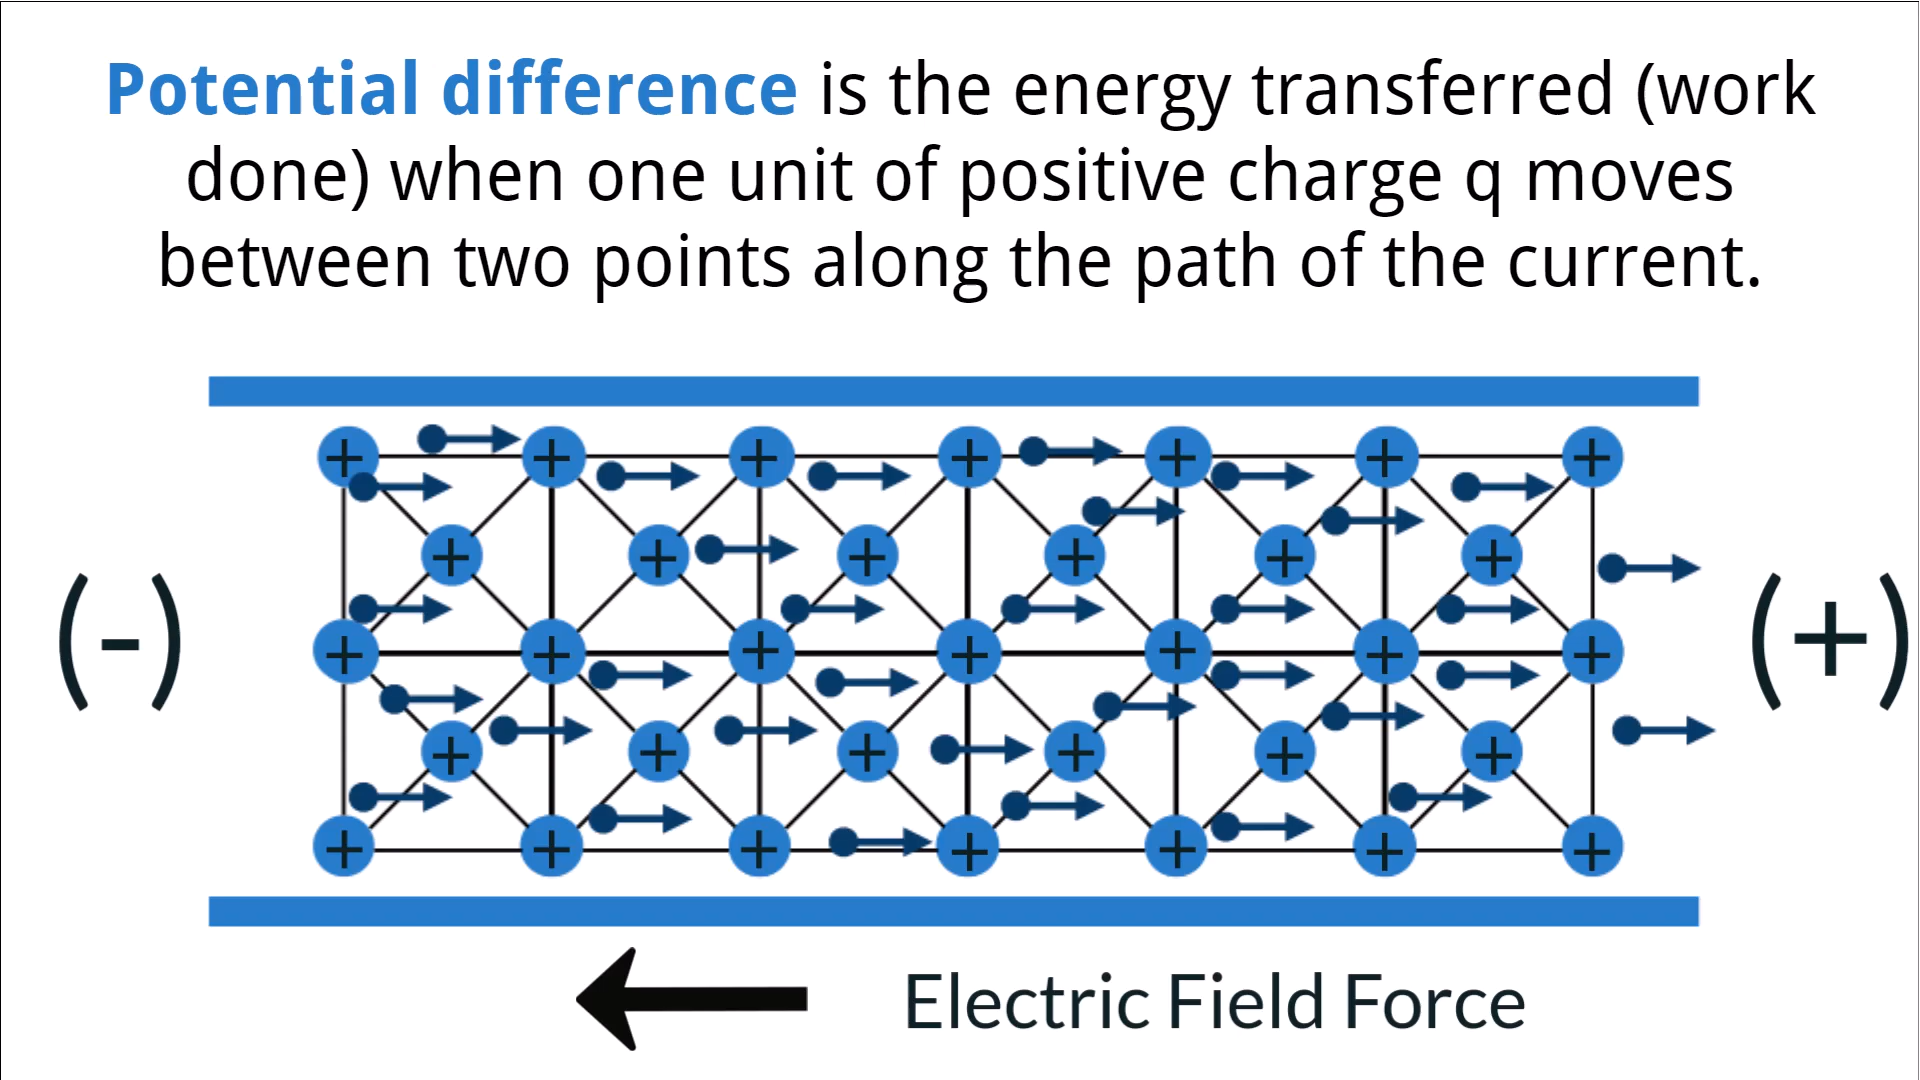 Potential difference is the energy transferred (work
done) when one unit of positive charge q moves
between two points along the path of the current.
+ + + + + + +
+ + + + + +
(-) + + + + + + + (+)
+ + + + + +
+ + + + + + +
Electric Field Force